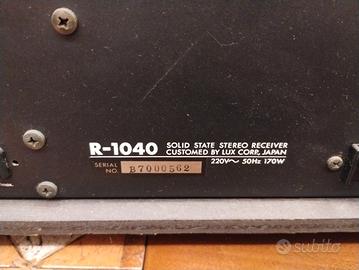 R-1040 SOLID STATE STEREO RECEIVER
CUSTOMED BY LUX CORP, JAPAN
SERIAL NO. B7000562 220V～ 50Hz 170W
subito